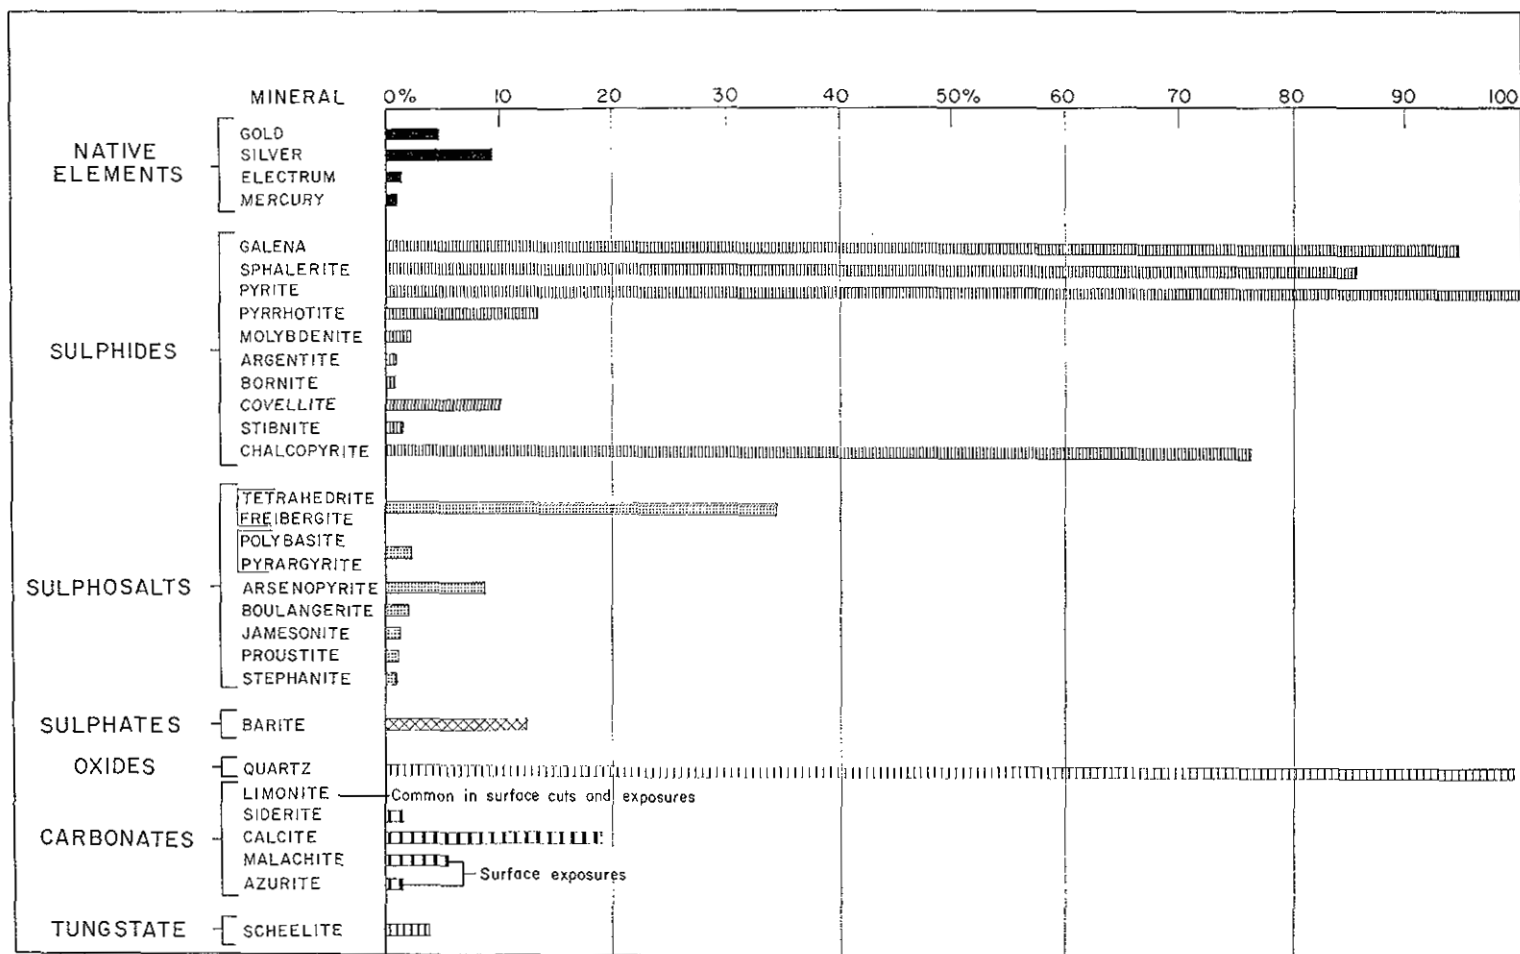 MINERAL 0% 10 20 30 40 50% 60 70 80 90 100
NATIVE ELEMENTS
GOLD
SILVER
ELECTRUM
MERCURY
SULPHIDES
GALENA
SPHALERITE
PYRITE
PYRRHOTITE
MOLYBDENITE
ARGENTITE
BORNITE
COVELLITE
STIBNITE
CHALCOPYRITE
SULPHOSALTS
TETRAHEDRITE
FREIBERGITE
POLYBASITE
PYRARGYRITE
ARSENOPYRITE
BOULANGERITE
JAMESONITE
PROUSTITE
STEPHANITE
SULPHATES
BARITE
OXIDES
QUARTZ
CARBONATES
LIMONITE Common in surface cuts and exposures
SIDERITE
CALCITE
MALACHITE
Surface exposures
AZURITE
TUNGSTATE
SCHEELITE